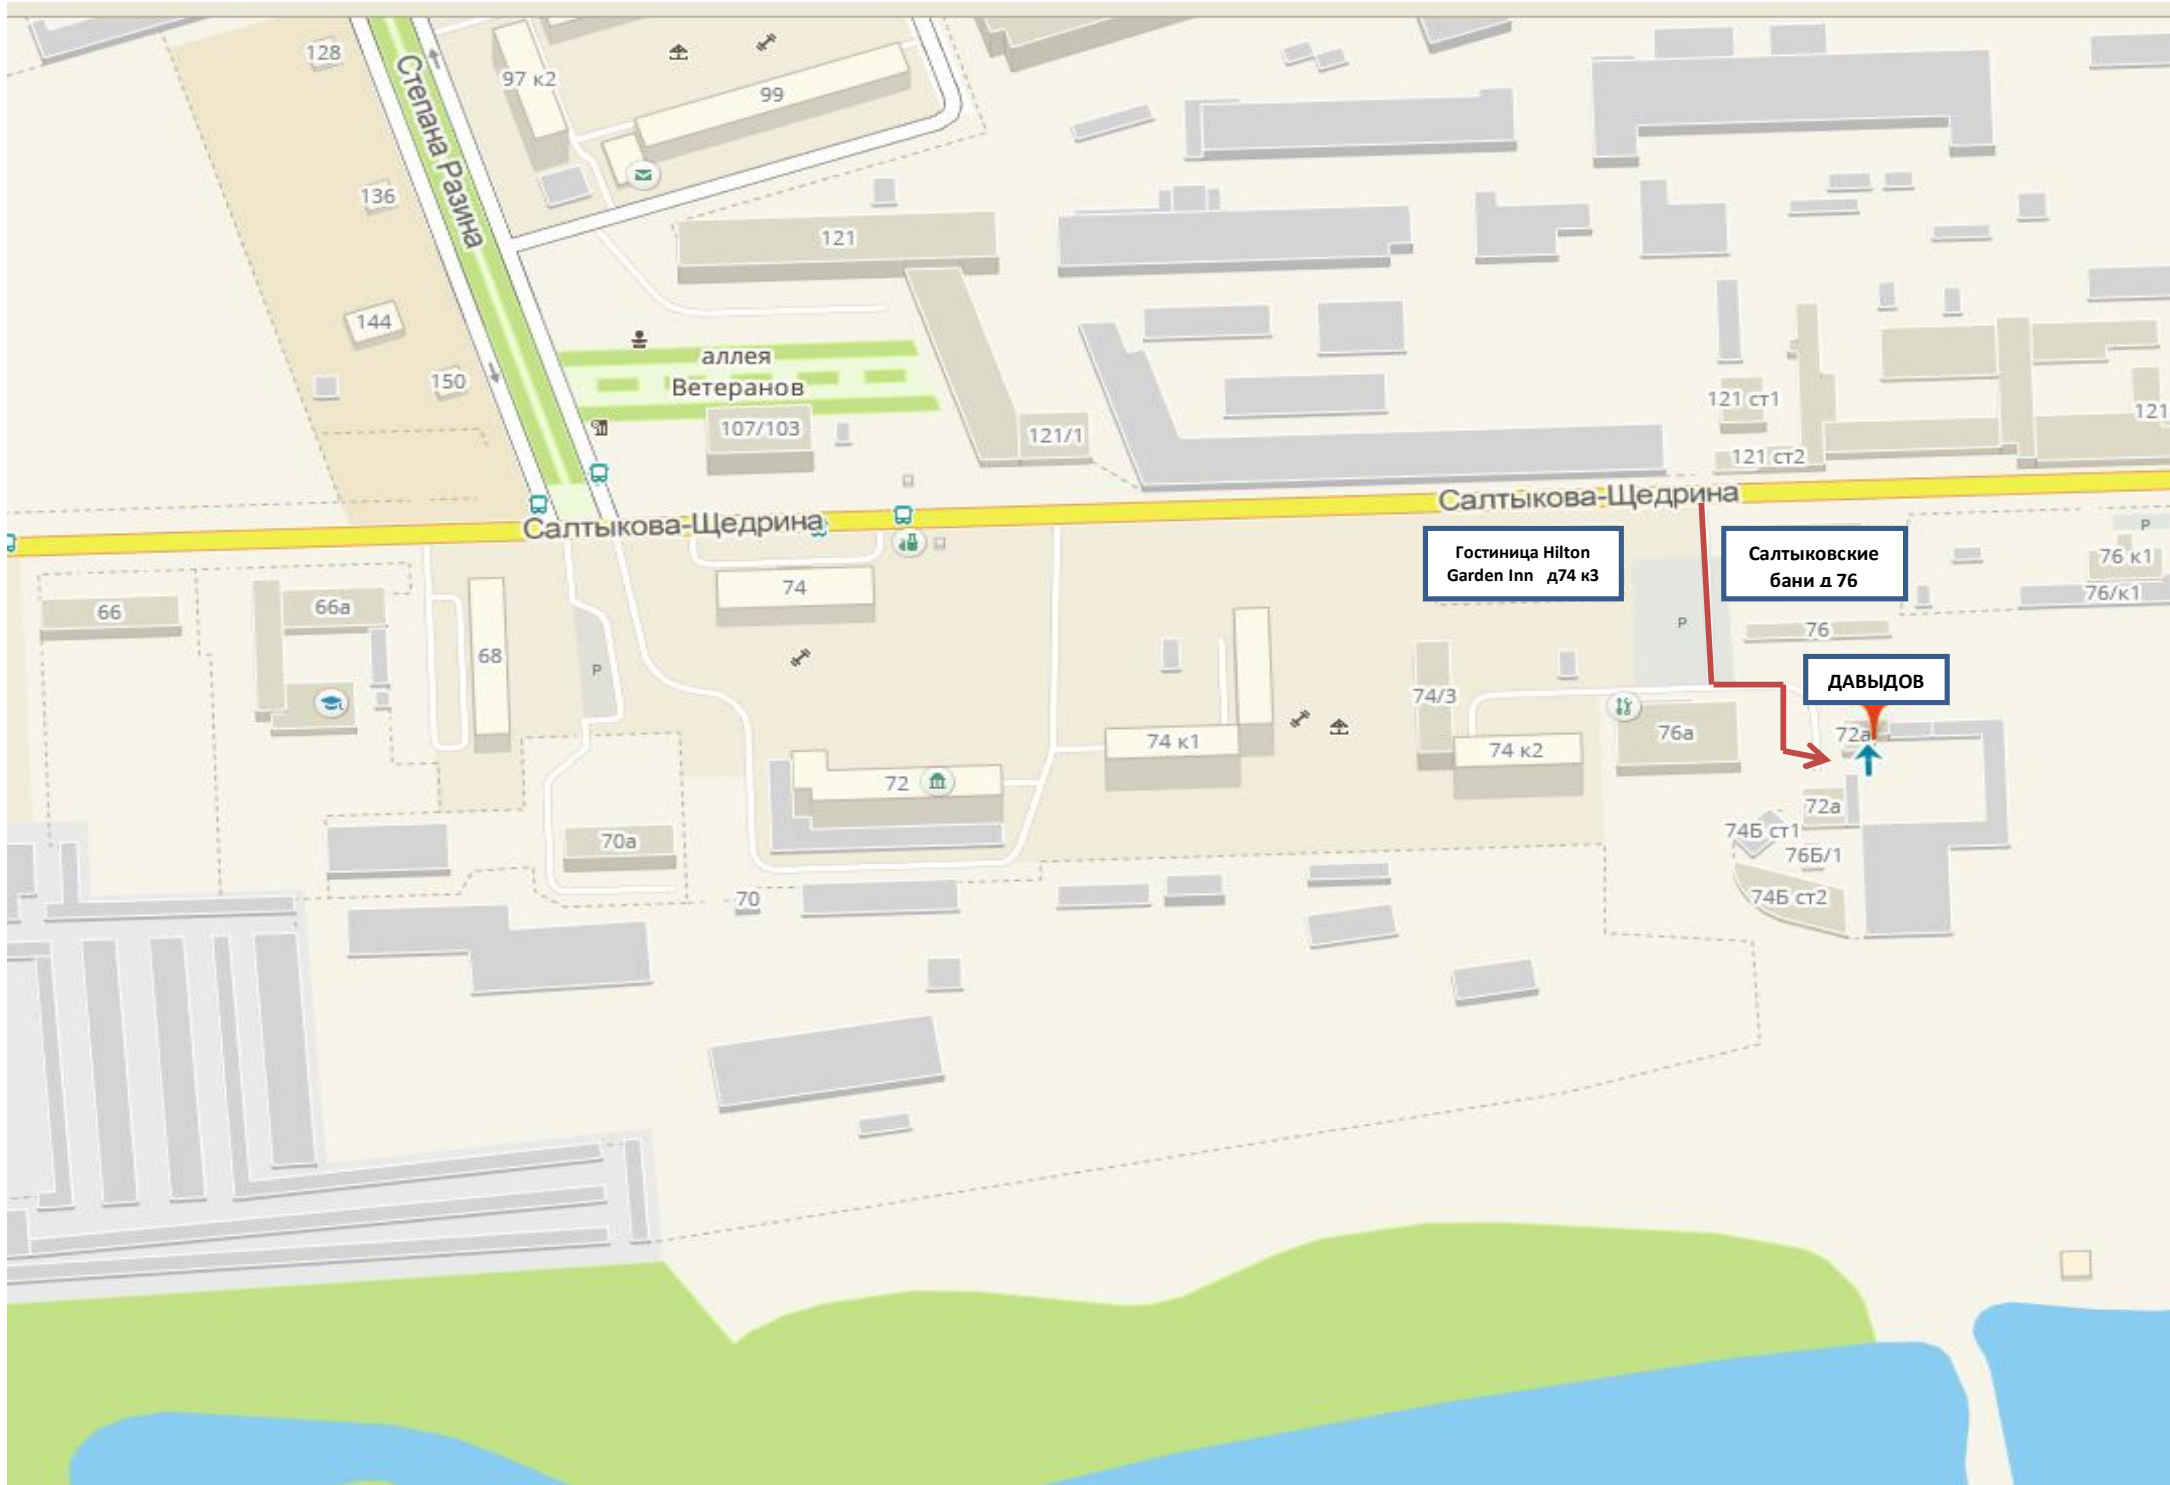 128
97 к2
99
Степана Разина
136
121
144
аллея
Ветеранов
150
107/103
121/1
121 ст1
121
121 ст2
Салтыкова-Щедрина
Салтыкова-Щедрина
P
Гостиница Hilton
Garden Inn д74 к3
Салтыковские
бани д 76
76 к1
76/к1
74
66
66а
P
76
68
P
ДАВЫДОВ
74/3
74 к1
74 к2
76а
72а
72
72а
74Б ст1
76Б/1
70а
74Б ст2
70